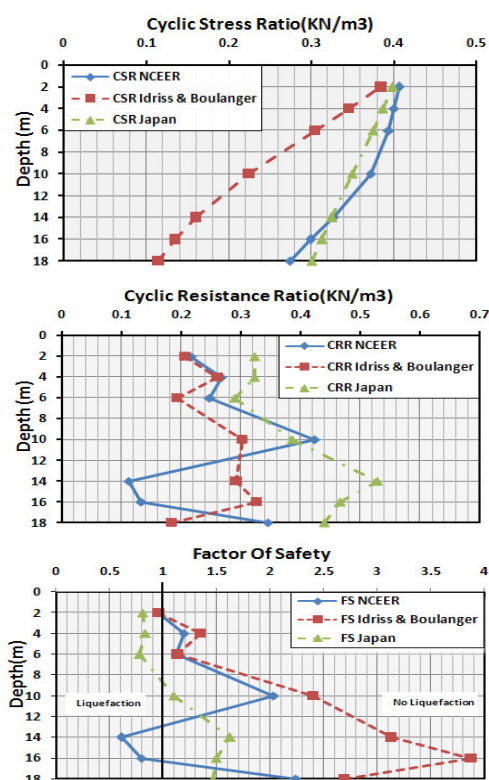 Cyclic Stress Ratio(KN/m3)
0 0.1 0.2 0.3 0.4 0.5
0
2
4
6
8
10
12
14
16
18
Depth (m)
CSR NCEER
CSR Idriss & Boulanger
CSR Japan
Cyclic Resistance Ratio(KN/m3)
0 0.1 0.2 0.3 0.4 0.5 0.6 0.7
0
2
4
6
8
10
12
14
16
18
Depth (m)
CRR NCEER
CRR Idriss & Boulanger
CRR Japan
Factor Of Safety
0 0.5 1 1.5 2 2.5 3 3.5 4
0
2
4
6
8
10
12
14
16
18
Depth(m)
FS NCEER
FS Idriss & Boulanger
FS Japan
Liquefaction
No Liquefaction